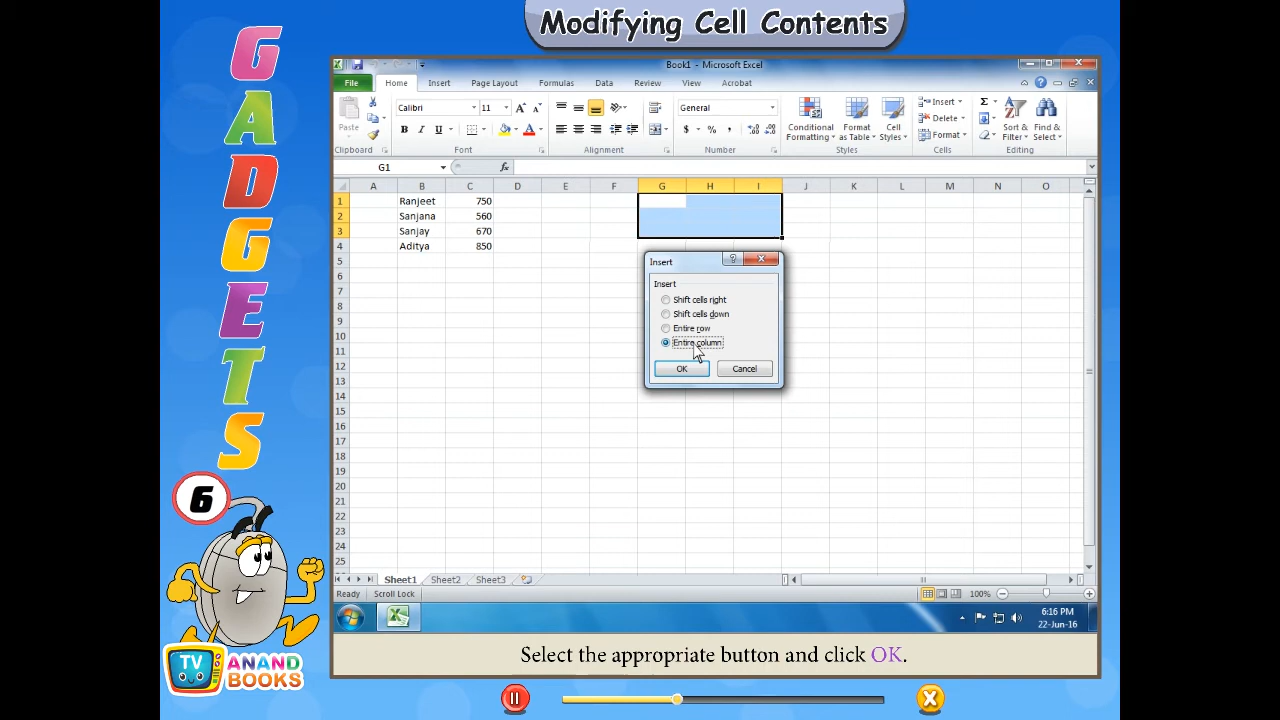 Modifying Cell Contents
GADGETS
6
TV
ANAND
BOOKS
Book1 - Microsoft Excel
File Home Insert Page Layout Formulas Data Review View Acrobat
Paste
Calibri 11
B I U
General
$ % ,
Conditional Formatting
Format as Table
Cell Styles
Insert
Delete
Format
Sort & Filter
Find & Select
Clipboard Font Alignment Number Styles Cells Editing
G1 fx
A B C D E F G H I J K L M N O
1 Ranjeet 750
2 Sanjana 560
3 Sanjay 670
4 Aditya 850
5
6
7
8
9
10
11
12
13
14
15
16
17
18
19
20
21
22
23
24
25
Insert
Insert
Shift cells right
Shift cells down
Entire row
Entire column
OK Cancel
Sheet1 Sheet2 Sheet3
Ready Scroll Lock 100%
6:16 PM
22-Jun-16
Select the appropriate button and click OK.